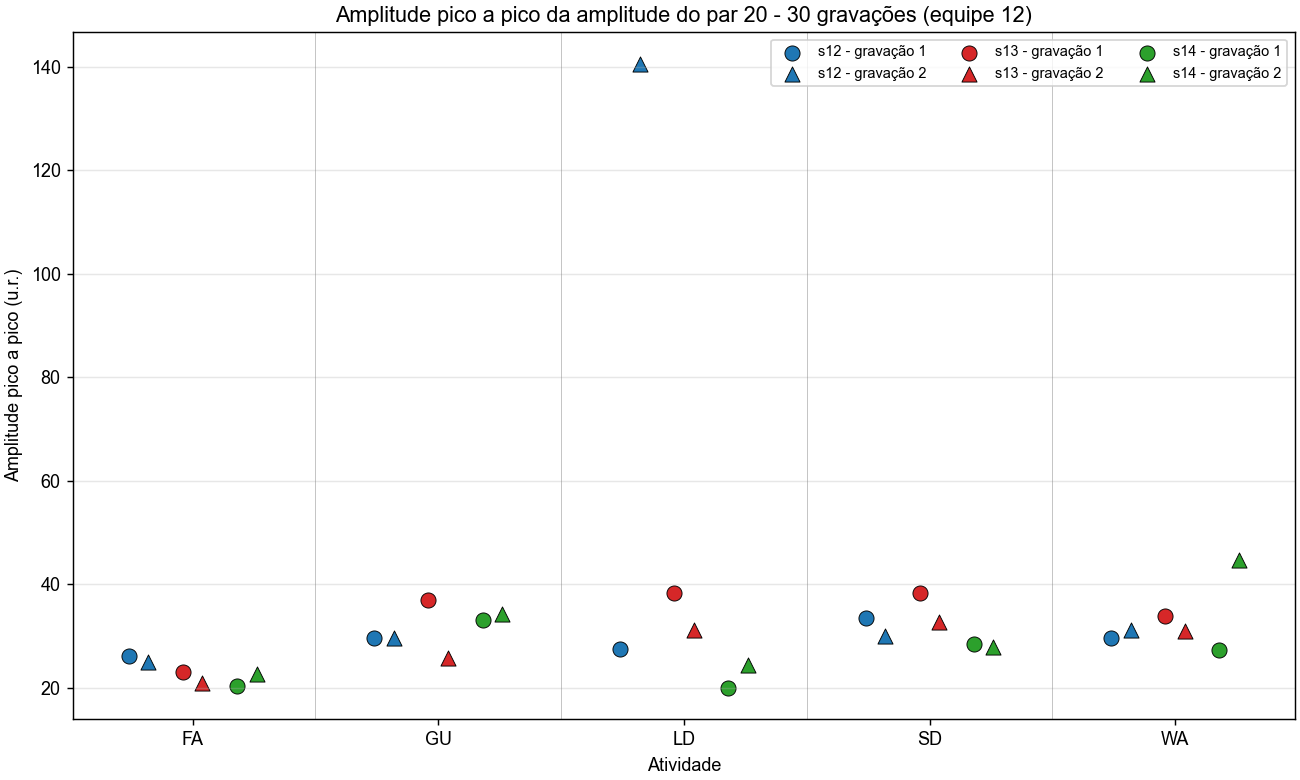 Amplitude pico a pico da amplitude do par 20 - 30 gravações (equipe 12)
s12 - gravação 1
s12 - gravação 2
s13 - gravação 1
s13 - gravação 2
s14 - gravação 1
s14 - gravação 2
Amplitude pico a pico (u.r.)
140
120
100
80
60
40
20
FA
GU
LD
SD
WA
Atividade